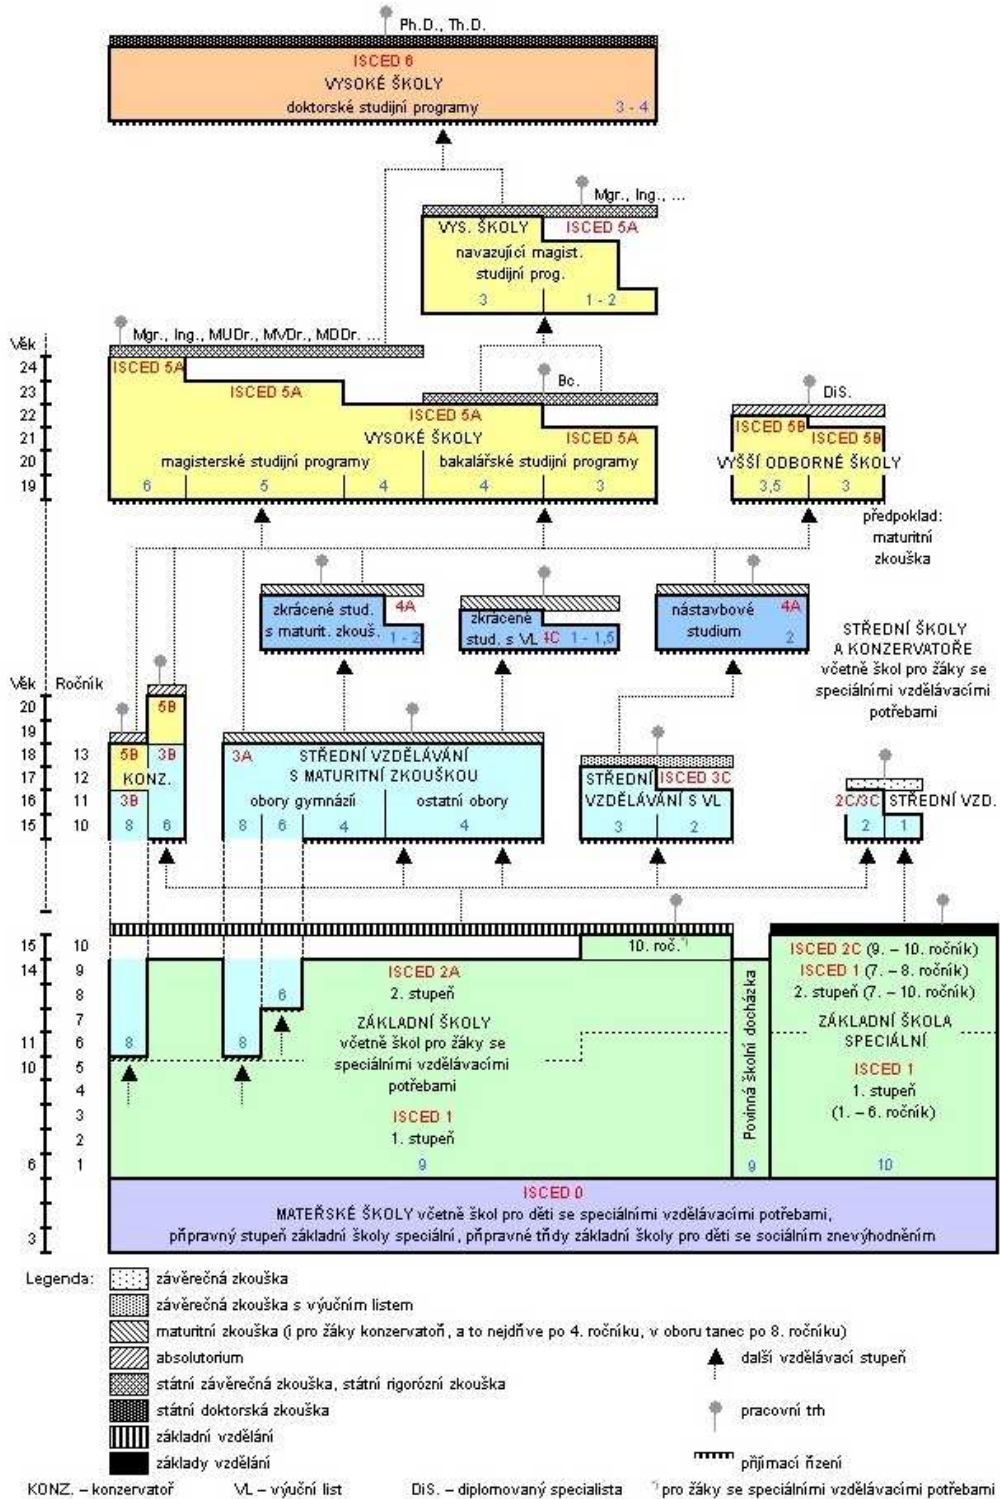 Ph.D., Th.D.
ISCED 6
VYSOKÉ ŠKOLY
doktorské studijní programy
3 - 4
Mgr., Ing., ...
VYS. ŠKOLY
ISCED 5A
navazující magist.
studijní prog.
3
1 - 2
Věk
Mgr., Ing., MUDr., MVDr., MDDr. ...
24
ISCED 5A
23
ISCED 5A
Bc.
DiS.
22
ISCED 5A
ISCED 5B
21
VYSOKÉ ŠKOLY
ISCED 5A
ISCED 5B
20
magisterské studijní programy
bakalářské studijní programy
VYŠŠÍ ODBORNÉ ŠKOLY
19
6
5
4
4
3
3,5
3
předpoklad:
maturitní
zkouška
zkrácené stud.
s maturit. zkouš.
4A
1 - 2
zkrácené
stud. s VL
4C
1 - 1,5
nástavbové
studium
4A
2
STŘEDNÍ ŠKOLY
A KONZERVATOŘE
včetně škol pro žáky se
speciálními vzdělávacími
potřebami
Věk
Ročník
20
5B
19
18
13
5B
3B
3A
STŘEDNÍ VZDĚLÁVÁNÍ
17
12
KONZ.
S MATURITNÍ ZKOUŠKOU
STŘEDNÍ
ISCED 3C
16
11
3B
obory gymnázií
ostatní obory
VZDĚLÁVÁNÍ S VL
2C/3C
STŘEDNÍ VZD.
15
10
8
6
8
6
4
4
3
2
2
1
15
10
10. roč.*)
ISCED 2C (9. – 10. ročník)
14
9
ISCED 2A
ISCED 1 (7. – 8. ročník)
8
6
2. stupeň
2. stupeň (7. – 10. ročník)
7
ZÁKLADNÍ ŠKOLY
ZÁKLADNÍ ŠKOLA
11
6
8
8
včetně škol pro žáky se
SPECIÁLNÍ
10
5
speciálními vzdělávacími
ISCED 1
4
potřebami
1. stupeň
3
ISCED 1
(1. – 6. ročník)
2
1. stupeň
Povinná školní docházka
6
1
9
9
10
ISCED 0
MATEŘSKÉ ŠKOLY včetně škol pro děti se speciálními vzdělávacími potřebami,
3
přípravný stupeň základní školy speciální, přípravné třídy základní školy pro děti se sociálním znevýhodněním
Legenda:
závěrečná zkouška
závěrečná zkouška s výučním listem
maturitní zkouška (i pro žáky konzervatoří, a to nejdříve po 4. ročníku, v oboru tanec po 8. ročníku)
absolutorium
další vzdělávací stupeň
státní závěrečná zkouška, státní rigorózní zkouška
státní doktorská zkouška
pracovní trh
základní vzdělání
základy vzdělání
přijímací řízení
KONZ. – konzervatoř
VL – výuční list
DiS. – diplomovaný specialista
*) pro žáky se speciálními vzdělávacími potřebami